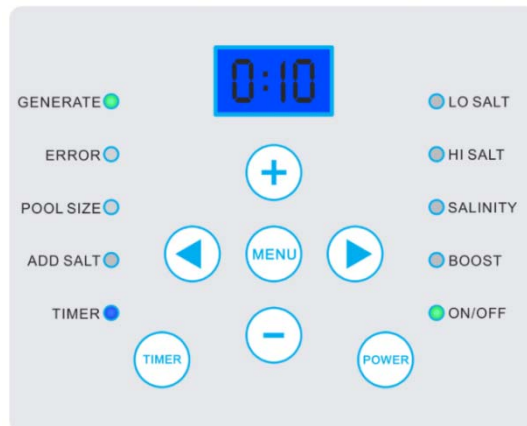 0:10
GENERATE
LO SALT
ERROR
HI SALT
POOL SIZE
SALINITY
ADD SALT
MENU
BOOST
TIMER
ON/OFF
TIMER
POWER